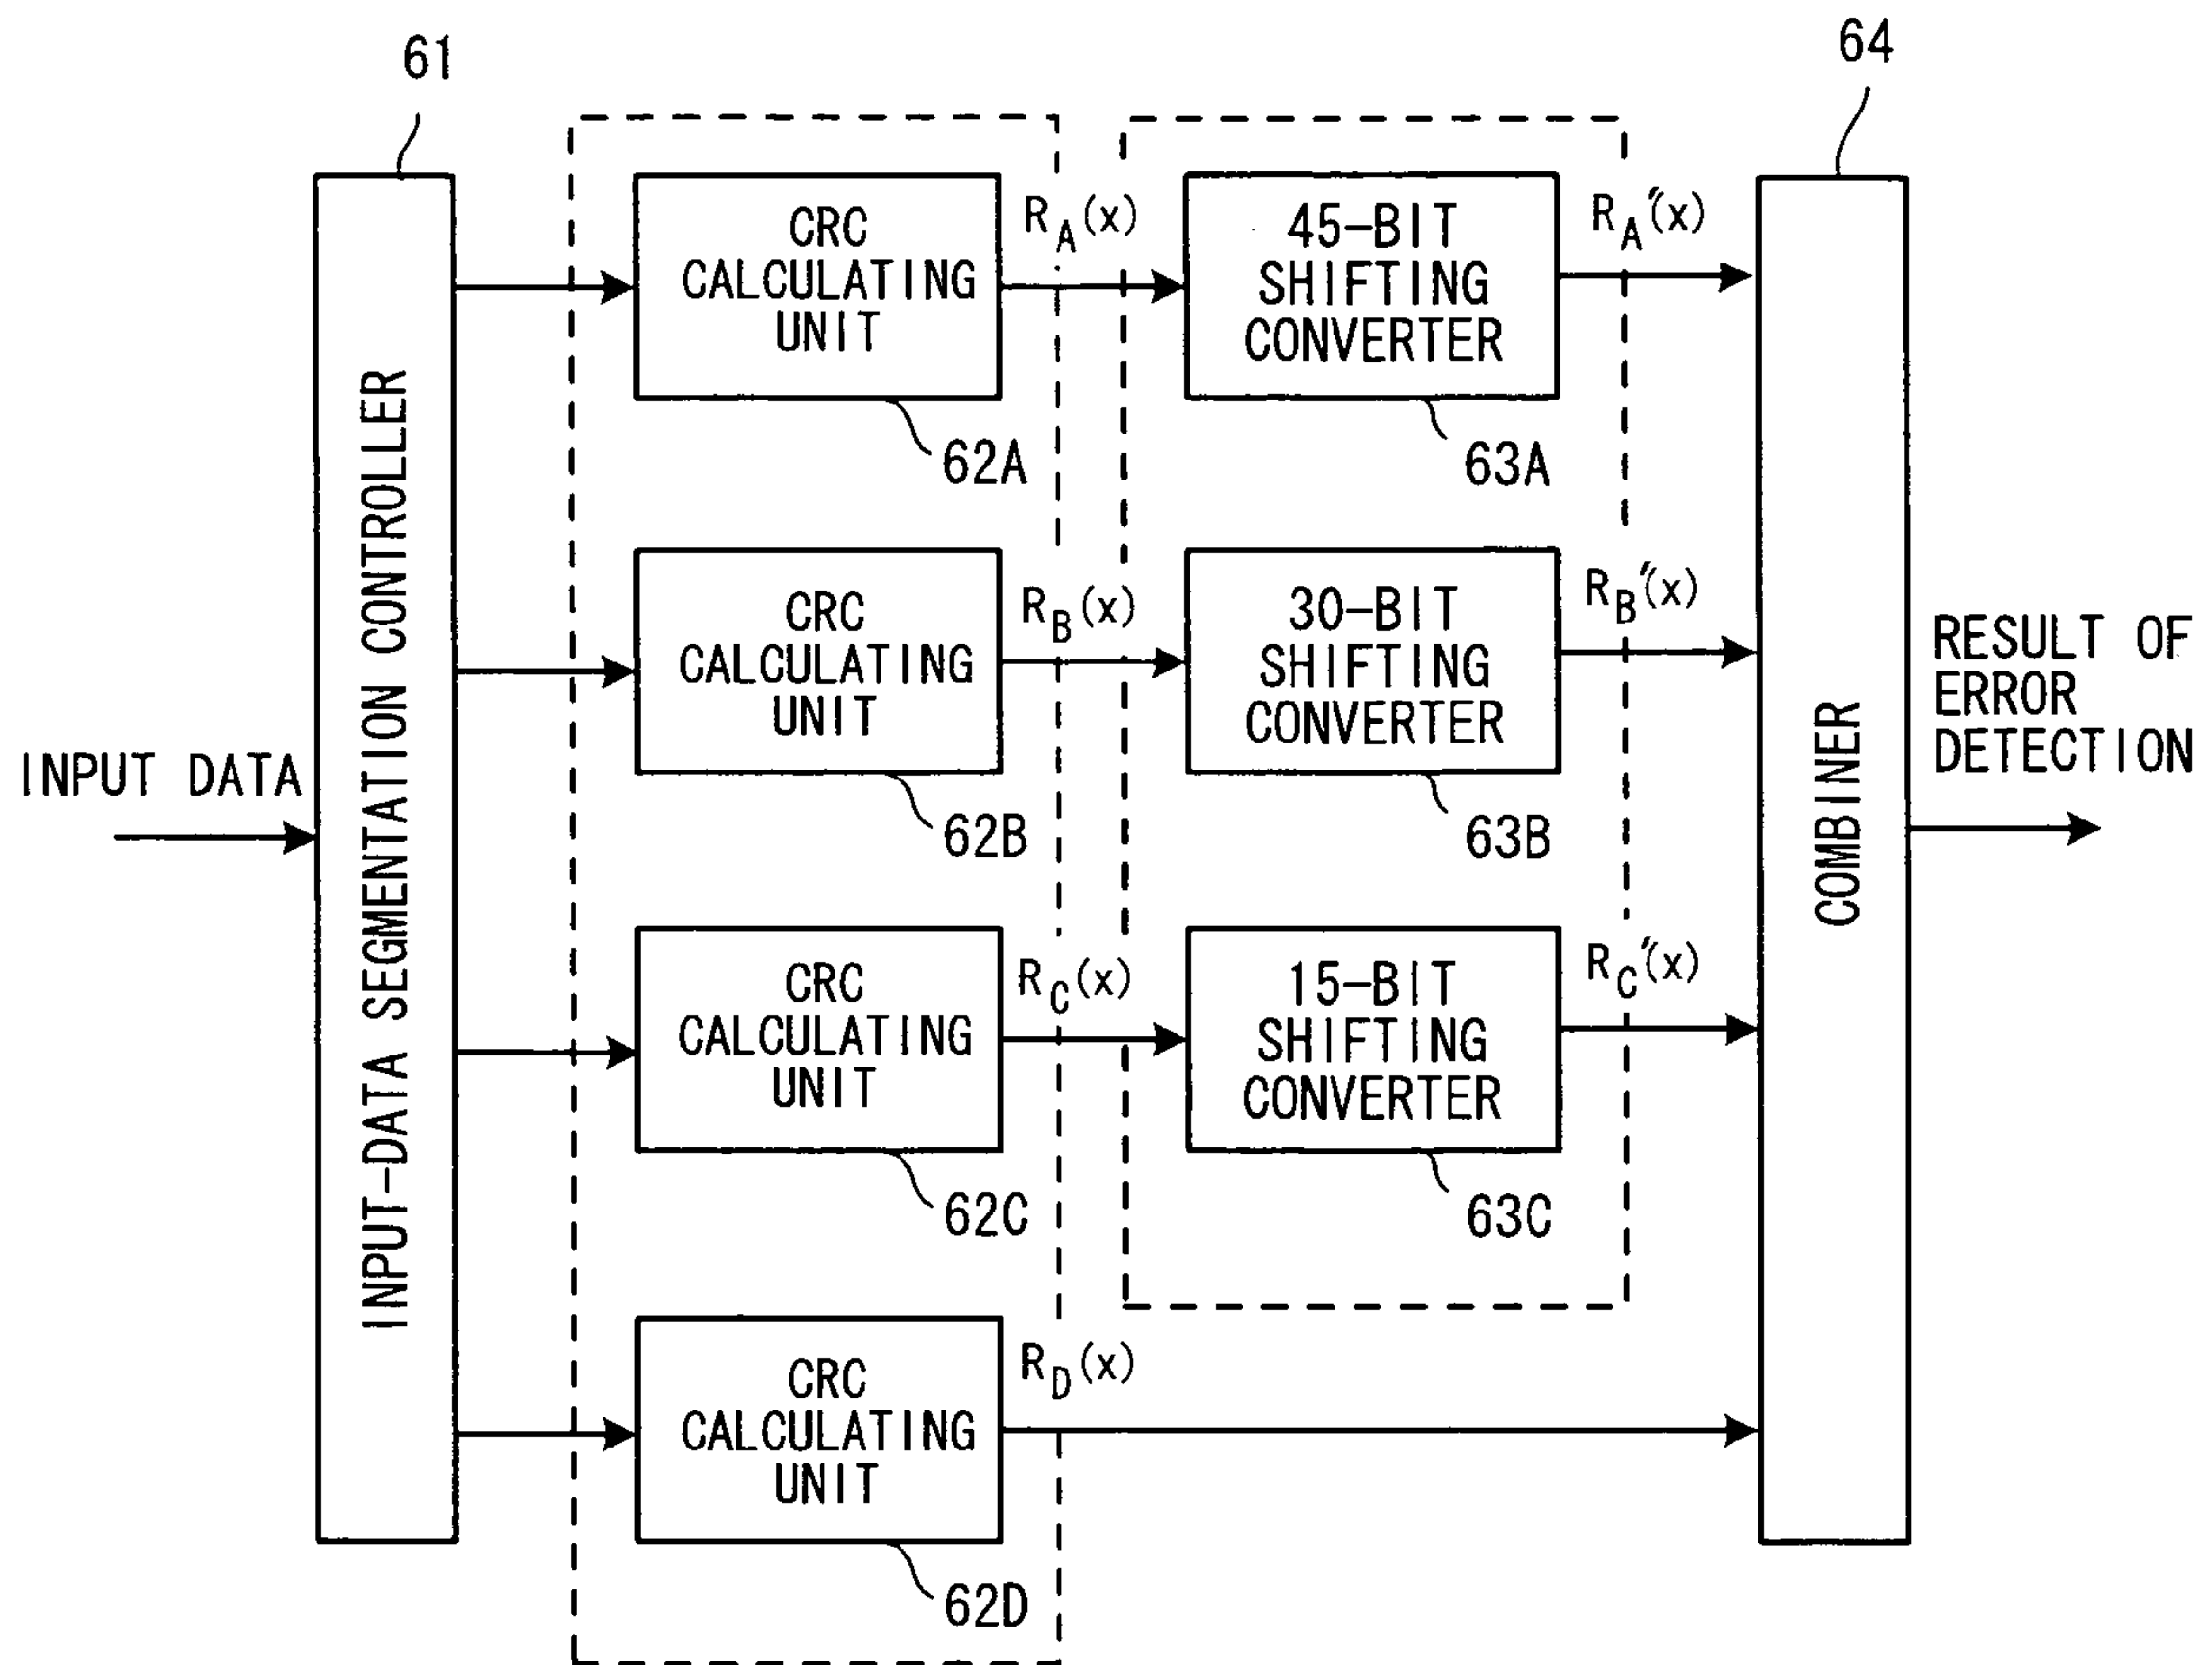 61
64
INPUT DATA
INPUT-DATA SEGMENTATION CONTROLLER
CRC
CALCULATING
UNIT
62A
RA(x)
45-BIT
SHIFTING
CONVERTER
63A
RA'(x)
CRC
CALCULATING
UNIT
62B
RB(x)
30-BIT
SHIFTING
CONVERTER
63B
RB'(x)
CRC
CALCULATING
UNIT
62C
RC(x)
15-BIT
SHIFTING
CONVERTER
63C
RC'(x)
CRC
CALCULATING
UNIT
62D
RD(x)
COMBINER
RESULT OF
ERROR
DETECTION